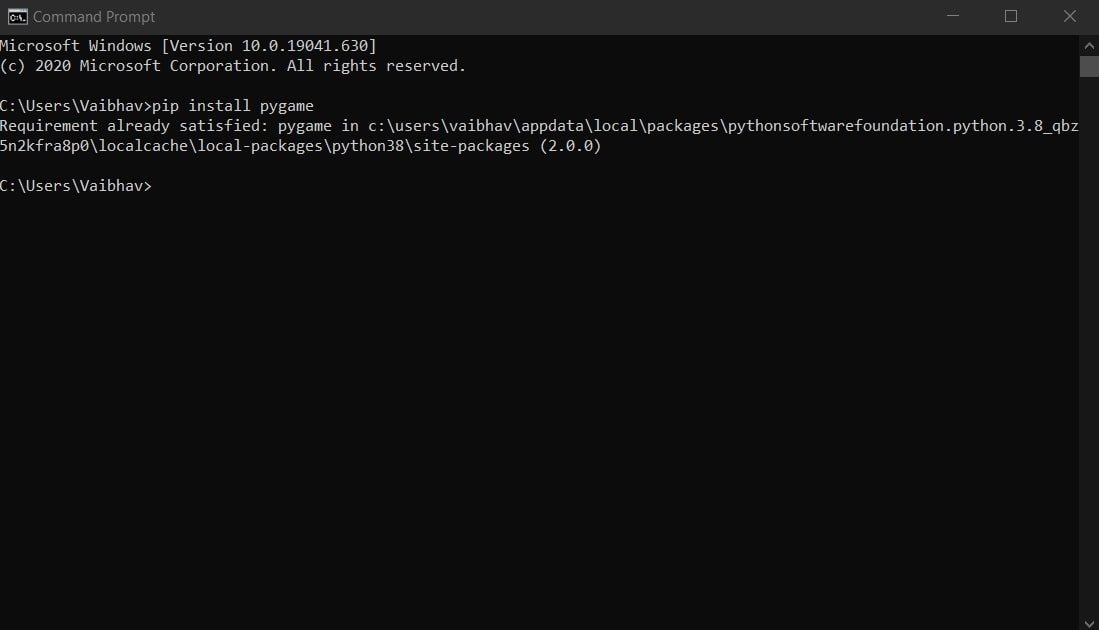 Command Prompt
Microsoft Windows [Version 10.0.19041.630]
(c) 2020 Microsoft Corporation. All rights reserved.
C:\Users\Vaibhav>pip install pygame
Requirement already satisfied: pygame in c:\users\vaibhav\appdata\local\packages\pythonsoftwarefoundation.python.3.8_qbz
5n2kfra8p0\localcache\local-packages\python38\site-packages (2.0.0)
C:\Users\Vaibhav>